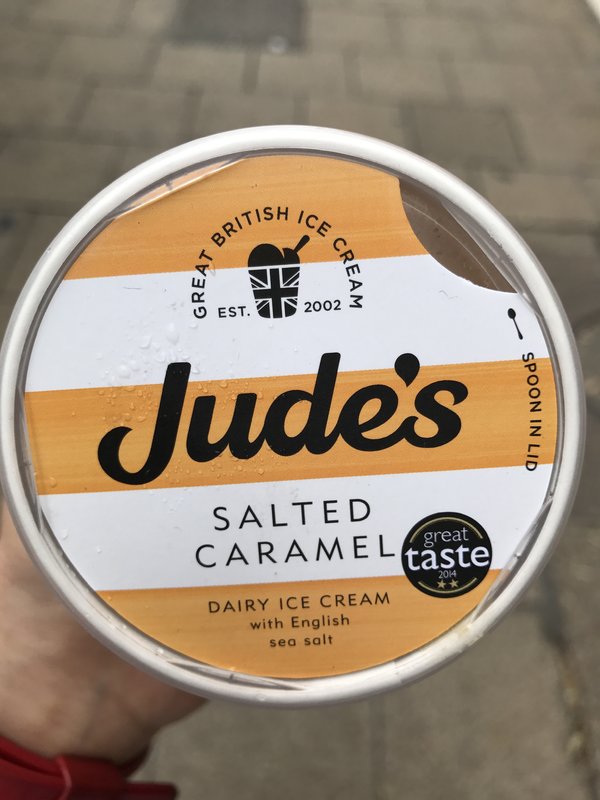 GREAT BRITISH ICE CREAM
EST. 2002
Jude's
SPOON IN LID
SALTED
CARAMEL
great
taste
2014
DAIRY ICE CREAM
with English
sea salt